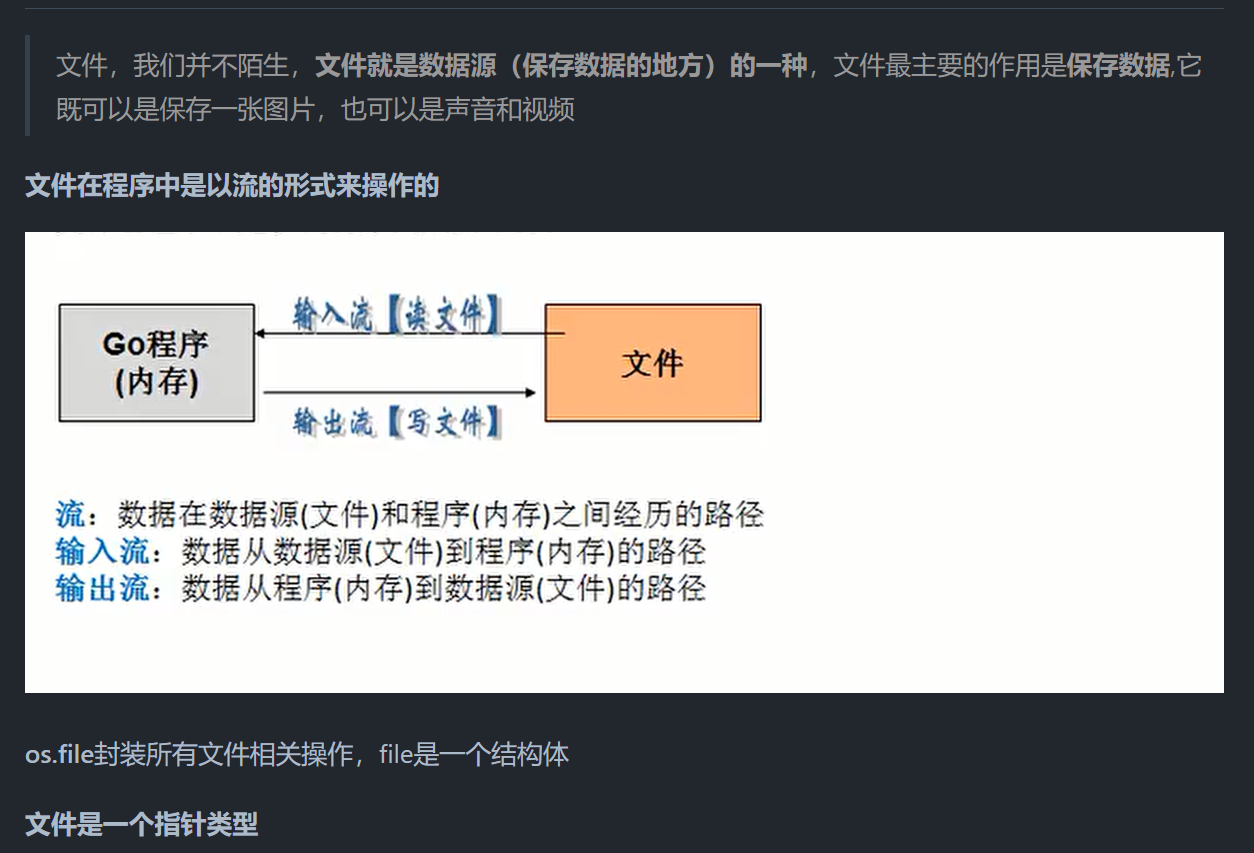 文件，我们并不陌生，文件就是数据源（保存数据的地方）的一种，文件最主要的作用是保存数据,它
既可以是保存一张图片，也可以是声音和视频
文件在程序中是以流的形式来操作的
输入流【读文件】
Go程序
(内存)
文件
输出流【写文件】
流：数据在数据源(文件)和程序(内存)之间经历的路径
输入流：数据从数据源(文件)到程序(内存)的路径
输出流：数据从程序(内存)到数据源(文件)的路径
os.file封装所有文件相关操作，file是一个结构体
文件是一个指针类型